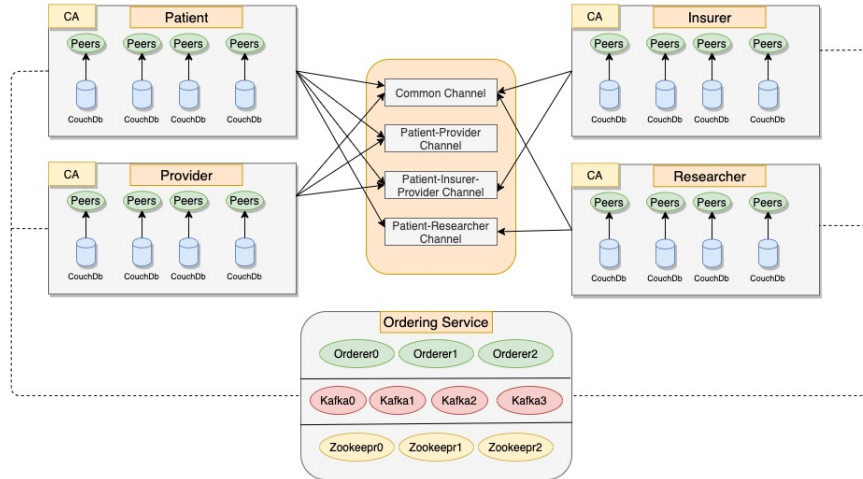 CA
Patient
Peers Peers Peers Peers
CouchDb CouchDb CouchDb CouchDb
CA
Provider
Peers Peers Peers Peers
CouchDb CouchDb CouchDb CouchDb
Common Channel
Patient-Provider
Channel
Patient-Insurer-
Provider Channel
Patient-Researcher
Channel
CA
Insurer
Peers Peers Peers Peers
CouchDb CouchDb CouchDb CouchDb
CA
Researcher
Peers Peers Peers Peers
CouchDb CouchDb CouchDb CouchDb
Ordering Service
Orderer0 Orderer1 Orderer2
Kafka0 Kafka1 Kafka2 Kafka3
Zookeepr0 Zookeepr1 Zookeepr2